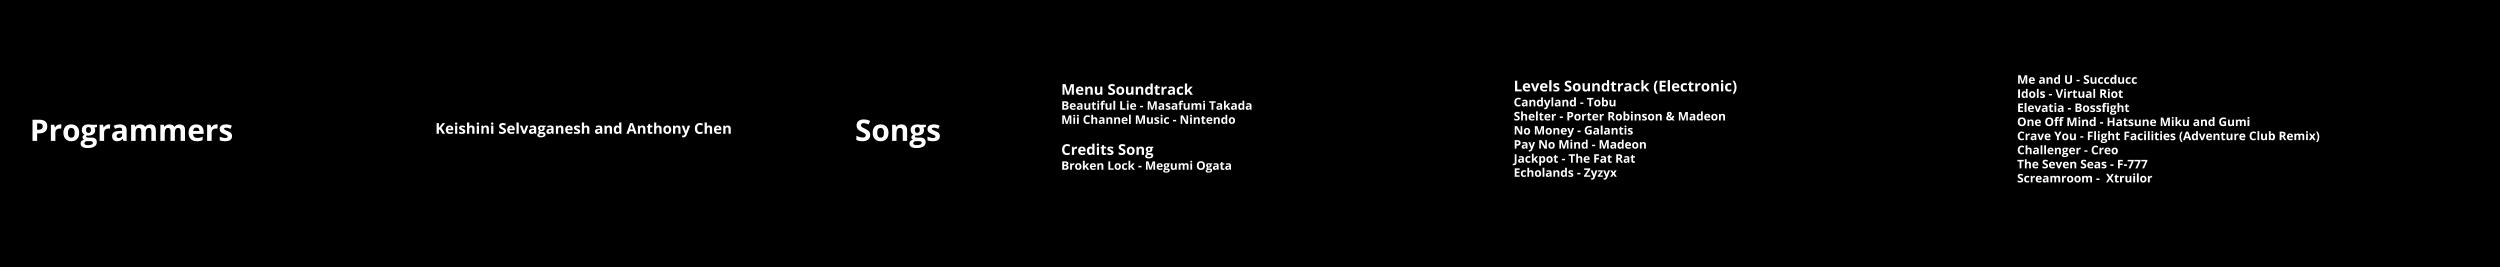 Programmers
Keishini Selvaganesh and Anthony Chen
Songs
Menu Soundtrack
Beautiful Lie - Masafumi Takada
Mii Channel Music - Nintendo
Credits Song
Broken Lock - Megumi Ogata
Levels Soundtrack (Electronic)
Candyland - Tobu
Shelter - Porter Robinson & Madeon
No Money - Galantis
Pay No Mind - Madeon
Jackpot - The Fat Rat
Echolands - Zyzyx
Me and U - Succducc
Idols - Virtual Riot
Elevatia - Bossfight
One Off Mind - Hatsune Miku and Gumi
Crave You - Flight Facilities (Adventure Club Remix)
Challenger - Creo
The Seven Seas - F-777
Screamroom -  Xtruilor